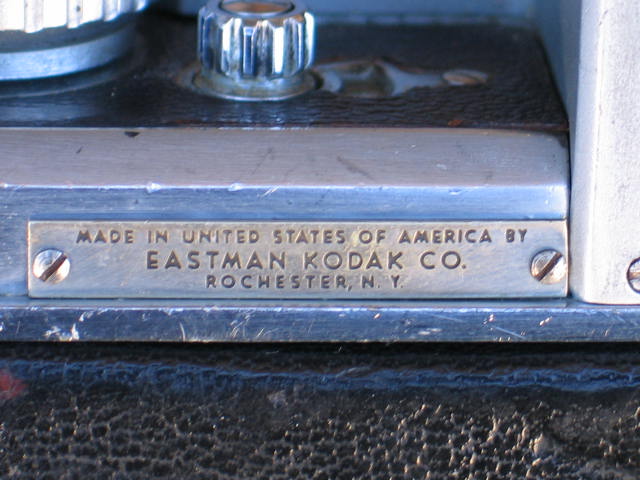 MADE IN UNITED STATES OF AMERICA BY
EASTMAN KODAK CO.
ROCHESTER, N. Y.